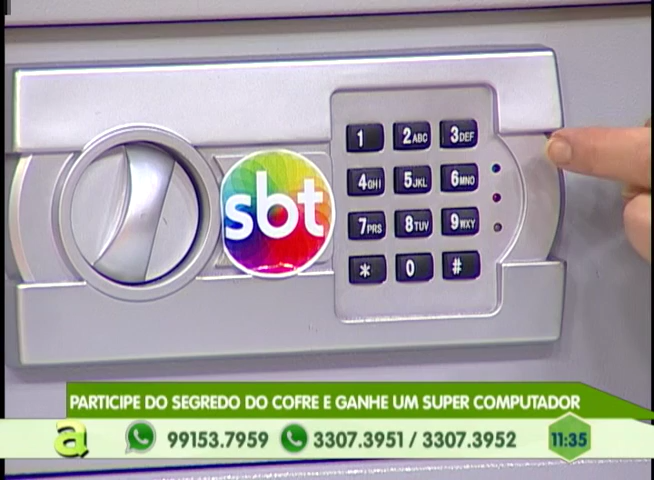 1 2ABC 3DEF
4GHI 5JKL 6MNO
sbt
7PRS 8TUV 9WXY
* 0 #
PARTICIPE DO SEGREDO DO COFRE E GANHE UM SUPER COMPUTADOR
a 99153.7959 3307.3951 / 3307.3952 11:35